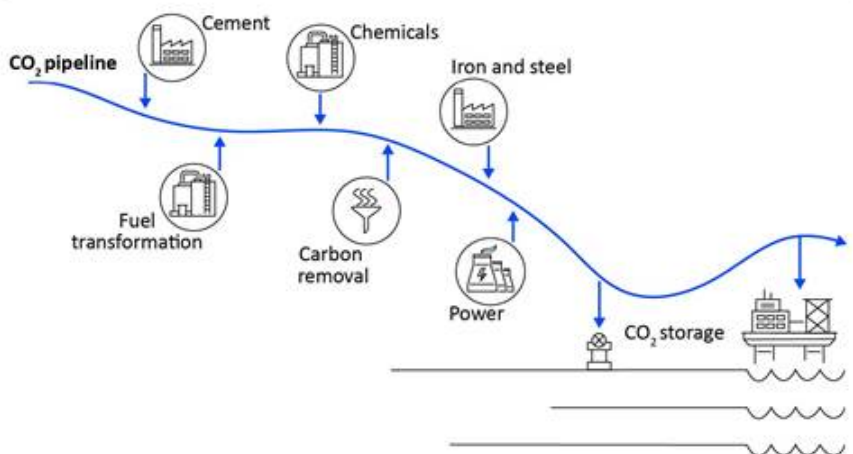 Cement
Chemicals
CO₂ pipeline
Iron and steel
Fuel
transformation
Carbon
removal
Power
CO₂ storage